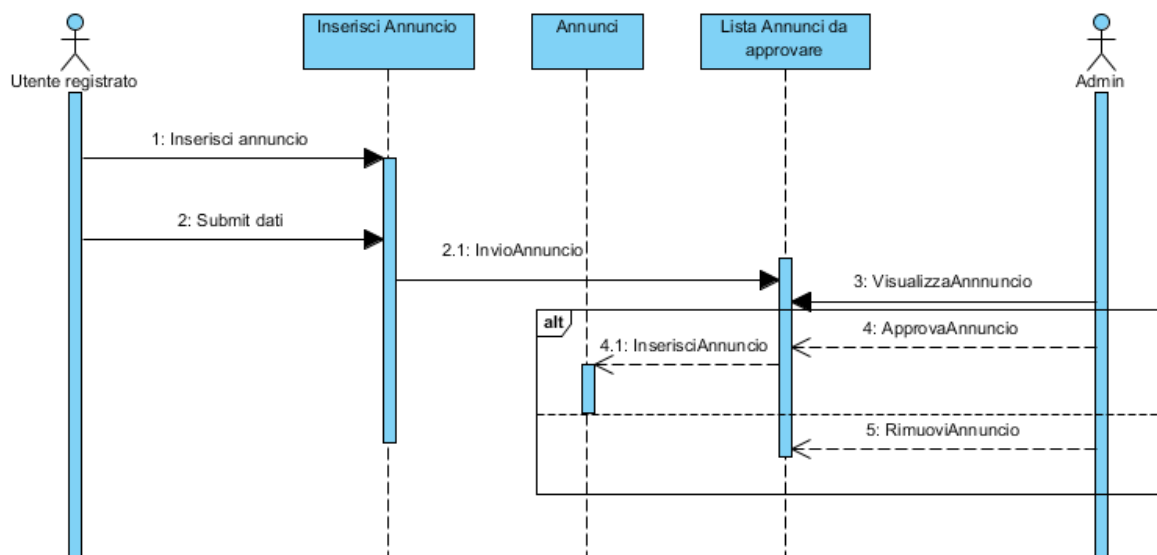 Inserisci Annuncio
Annunci
Lista Annunci da
approvare
Utente registrato
Admin
1: Inserisci annuncio
2: Submit dati
2.1: InvioAnnuncio
3: VisualizzaAnnnuncio
alt
4: ApprovaAnnuncio
4.1: InserisciAnnuncio
5: RimuoviAnnuncio